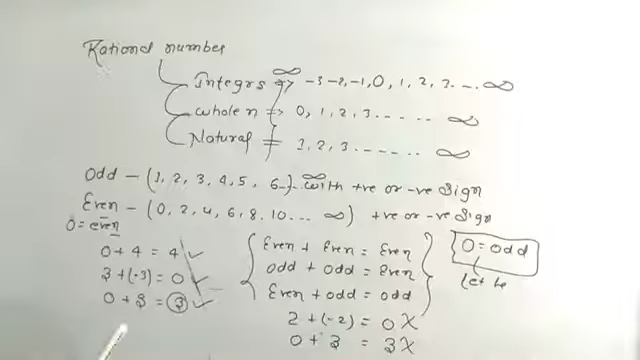 Rational number
Integrs => ∞ -3 -2, -1, 0, 1, 2, 3, .... ∞
Whole n => 0, 1, 2, 3 ...... ∞
Natural = 1, 2, 3 ....... ∞
Odd - (1, 2, 3, 4, 5, 6 -).. ∞ with +ve or -ve Sign
Even - (0, 2, 4, 6, 8, 10 ... ∞) +ve or -ve Sign
0 = even
0 + 4 = 4 ✓
3 + (-3) = 0 ✓
0 + 3 = 3 ✓
Even + Even = Even
odd + odd = Even
Even + odd = odd
2 + (-2) = 0 X
0 + 3 = 3 X
0 = odd
let